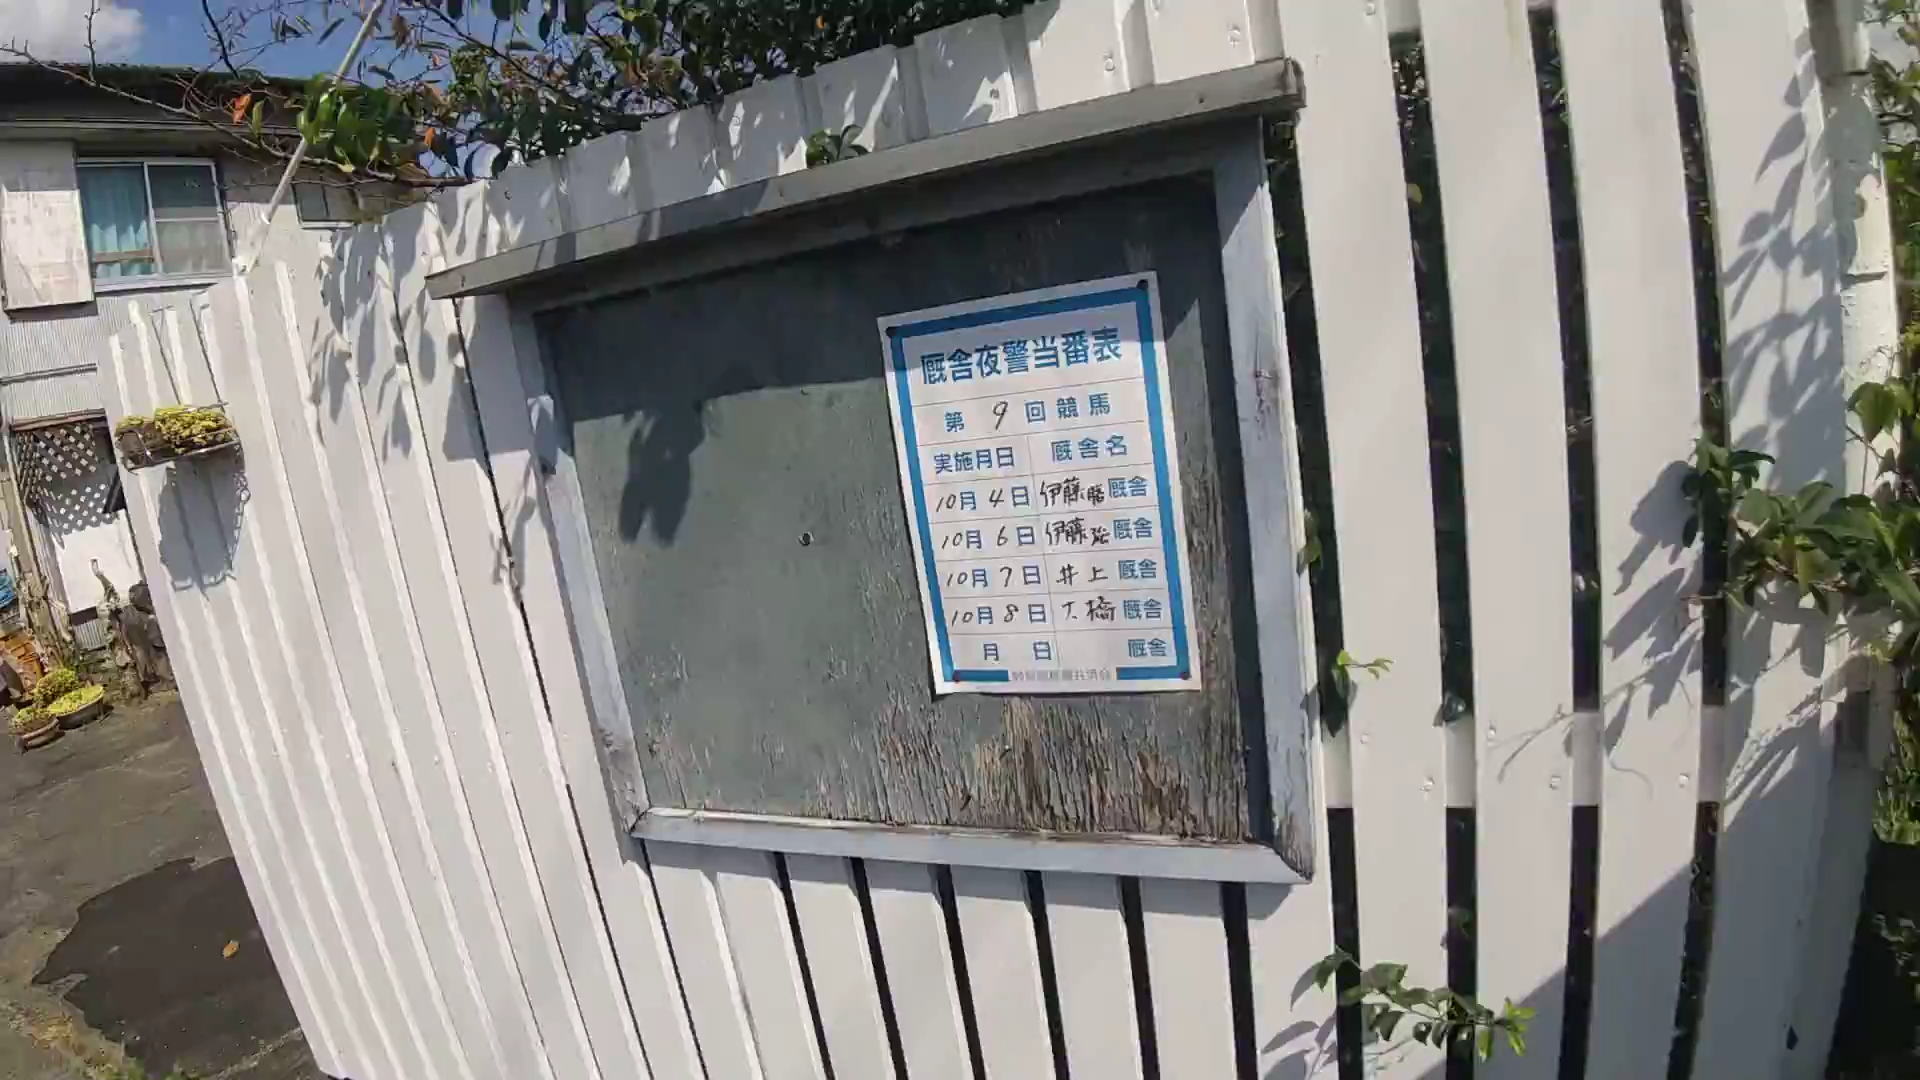 厩舎夜警当番表
第 9 回競馬
実施月日 厩舎名
10月 4日 伊藤勝厩舎
10月 6日 伊藤 厩舎
10月 7日 井上 厩舎
10月 8日 大橋 厩舎
月 日 厩舎